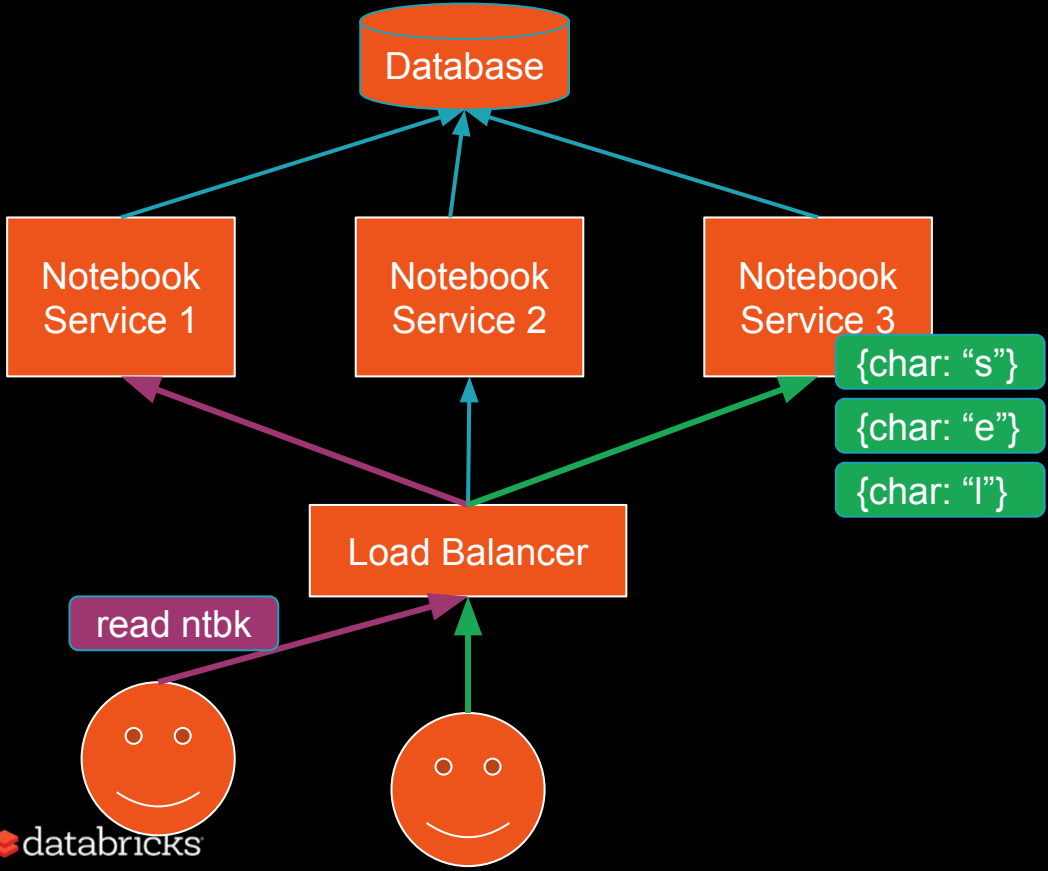 Database
Notebook
Service 1
Notebook
Service 2
Notebook
Service 3
{char: “s”}
{char: “e”}
{char: “l”}
Load Balancer
read ntbk
databricks